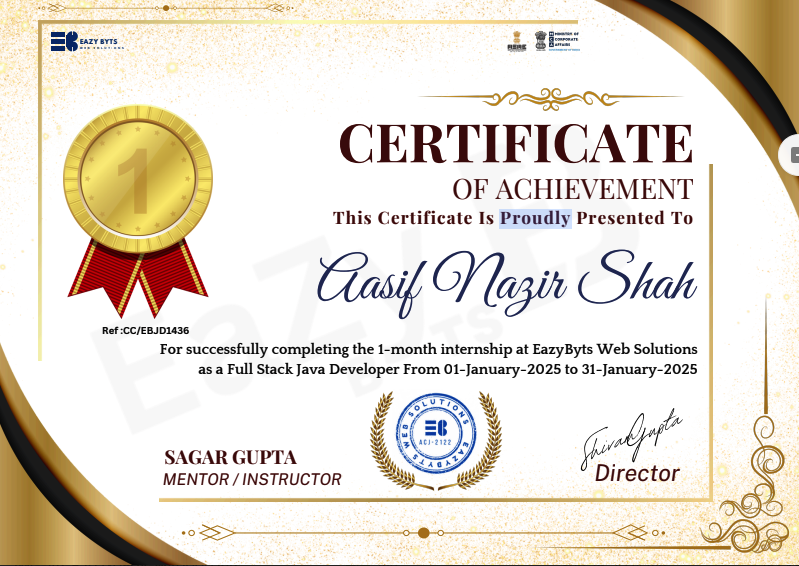 EAZY BYTS
WEB SOLUTIONS
MINISTRY OF
CORPORATE
AFFAIRS
CERTIFICATE
OF ACHIEVEMENT
This Certificate Is Proudly Presented To
Aasif Nazir Shah
1
Ref :CC/EBJD1436
For successfully completing the 1-month internship at EazyByts Web Solutions
as a Full Stack Java Developer From 01-January-2025 to 31-January-2025
EAZYBYTS WEB SOLUTIONS
ACJ-2122
SAGAR GUPTA
MENTOR / INSTRUCTOR
ShivanGupta
Director